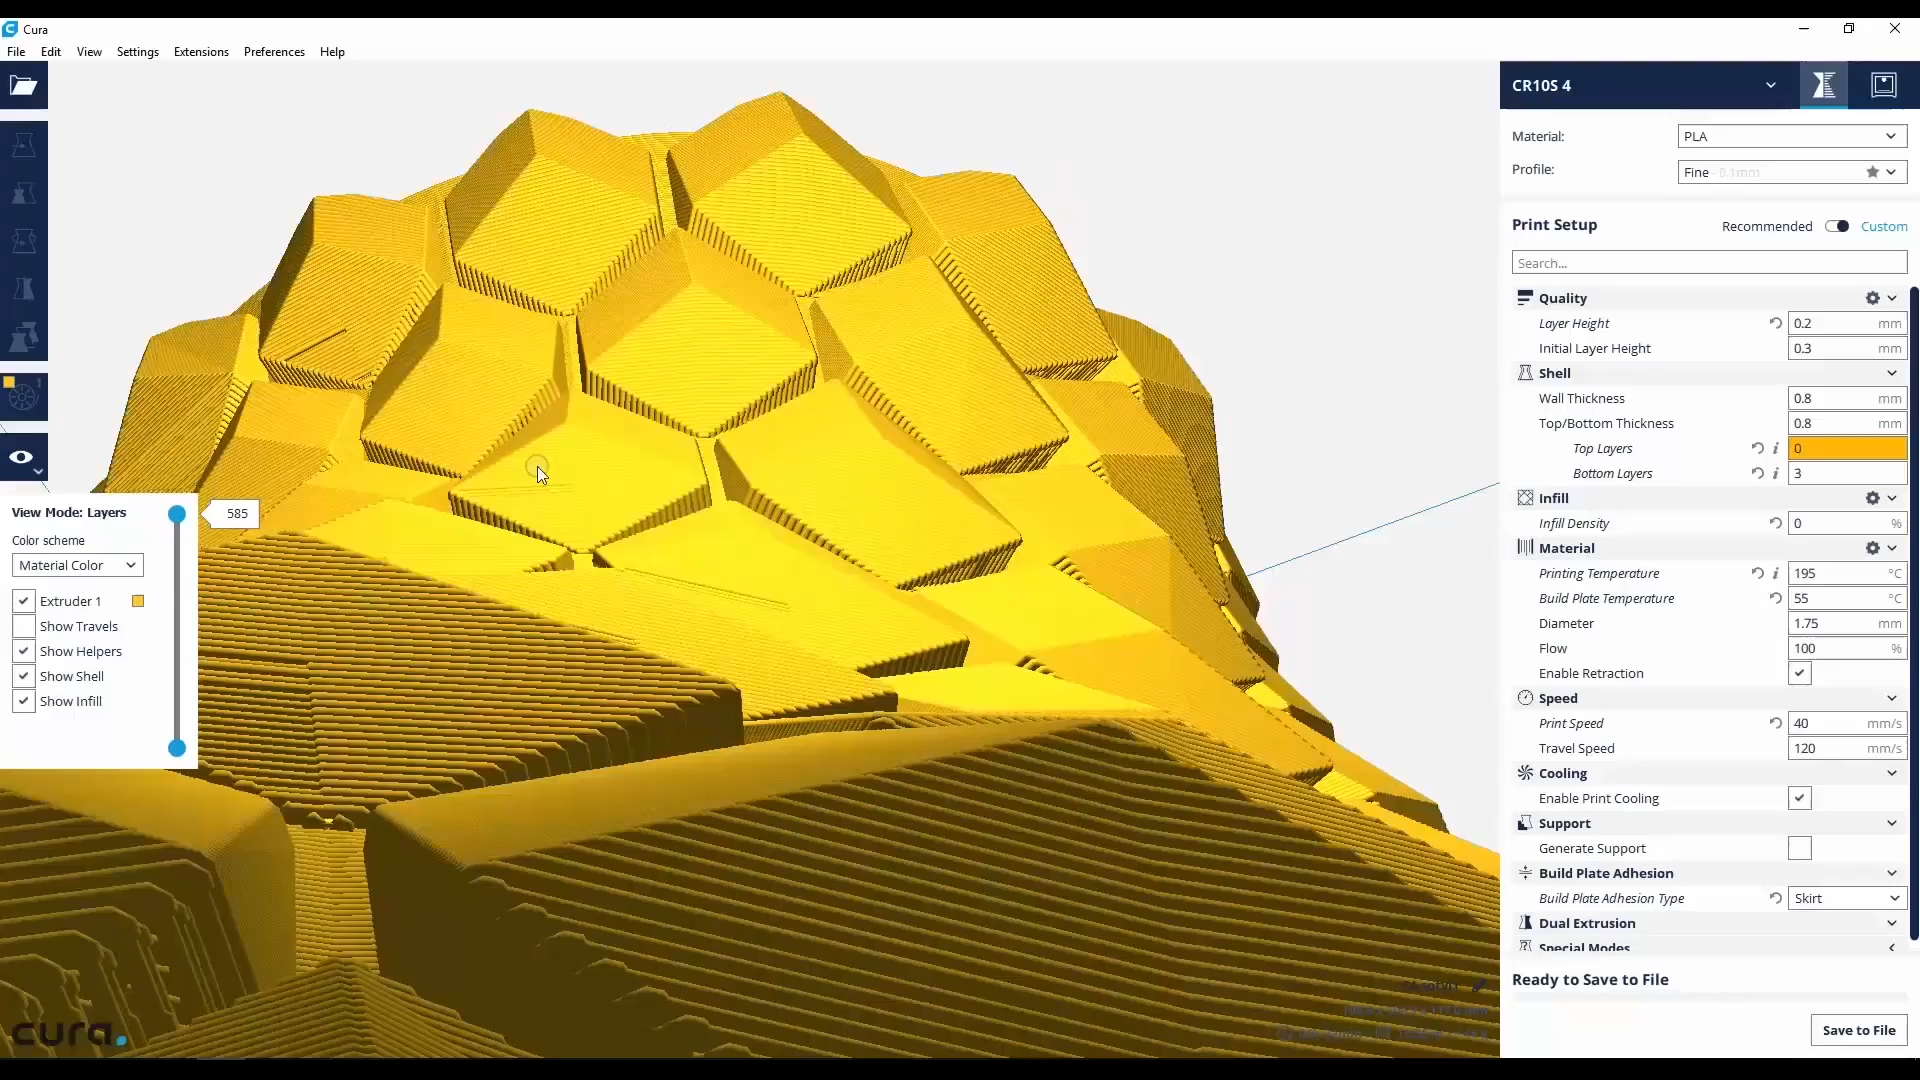 Cura
File Edit View Settings Extensions Preferences Help
CR10S 4
Material: PLA
Profile: Fine - 0.1mm
Print Setup Recommended Custom
Search...
Quality
Layer Height 0.2 mm
Initial Layer Height 0.3 mm
Shell
Wall Thickness 0.8 mm
Top/Bottom Thickness 0.8 mm
Top Layers i 0
Bottom Layers i 3
Infill
Infill Density 0 %
Material
Printing Temperature i 195 °C
Build Plate Temperature 55 °C
Diameter 1.75 mm
Flow 100 %
Enable Retraction
Speed
Print Speed 40 mm/s
Travel Speed 120 mm/s
Cooling
Enable Print Cooling
Support
Generate Support
Build Plate Adhesion
Build Plate Adhesion Type Skirt
Dual Extrusion
Special Modes
Ready to Save to File
Save to File
View Mode: Layers
585
Color scheme
Material Color
Extruder 1
Show Travels
Show Helpers
Show Shell
Show Infill
cura.